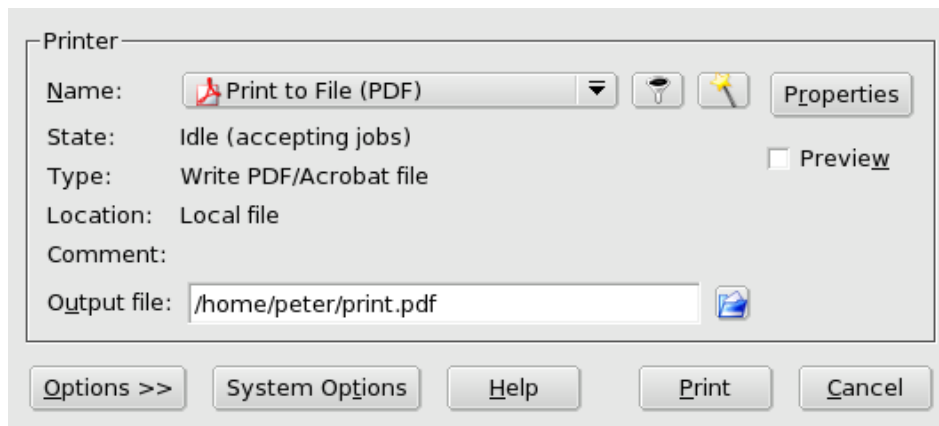 Printer
Name: Print to File (PDF) Properties
State: Idle (accepting jobs)
Preview
Type: Write PDF/Acrobat file
Location: Local file
Comment:
Output file: /home/peter/print.pdf
Options >> System Options Help Print Cancel